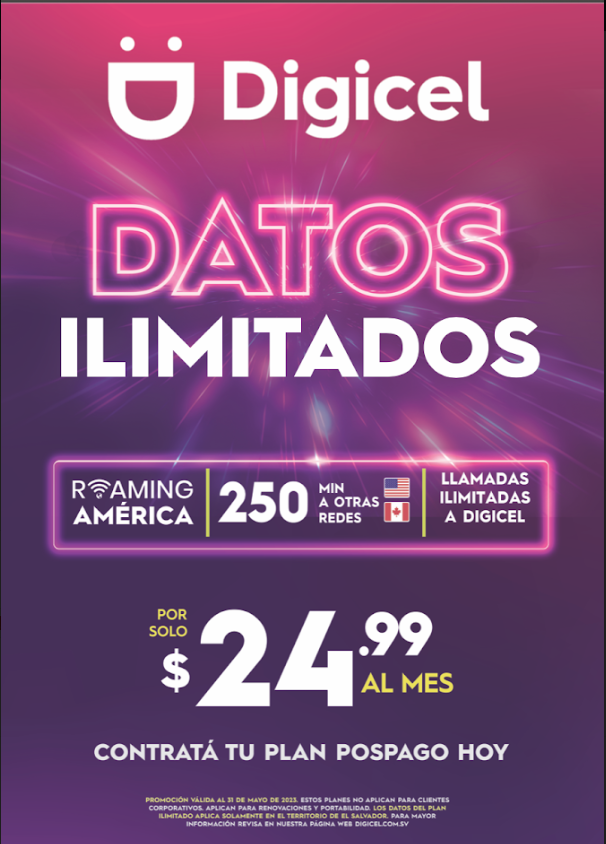 Digicel
DATOS
ILIMITADOS
ROAMING
AMÉRICA
250
MIN
A OTRAS
REDES
LLAMADAS
ILIMITADAS
A DIGICEL
POR
SOLO
$24.99
AL MES
CONTRATÁ TU PLAN POSPAGO HOY
PROMOCIÓN VÁLIDA AL 31 DE MAYO DE 2023. ESTOS PLANES NO APLICAN PARA CLIENTES
CORPORATIVOS. APLICAN PARA RENOVACIONES Y PORTABILIDAD. LOS DATOS DEL PLAN
ILIMITADO APLICA SOLAMENTE EN EL TERRITORIO DE EL SALVADOR. PARA MAYOR
INFORMACIÓN REVISA EN NUESTRA PÁGINA WEB DIGICEL.COM.SV